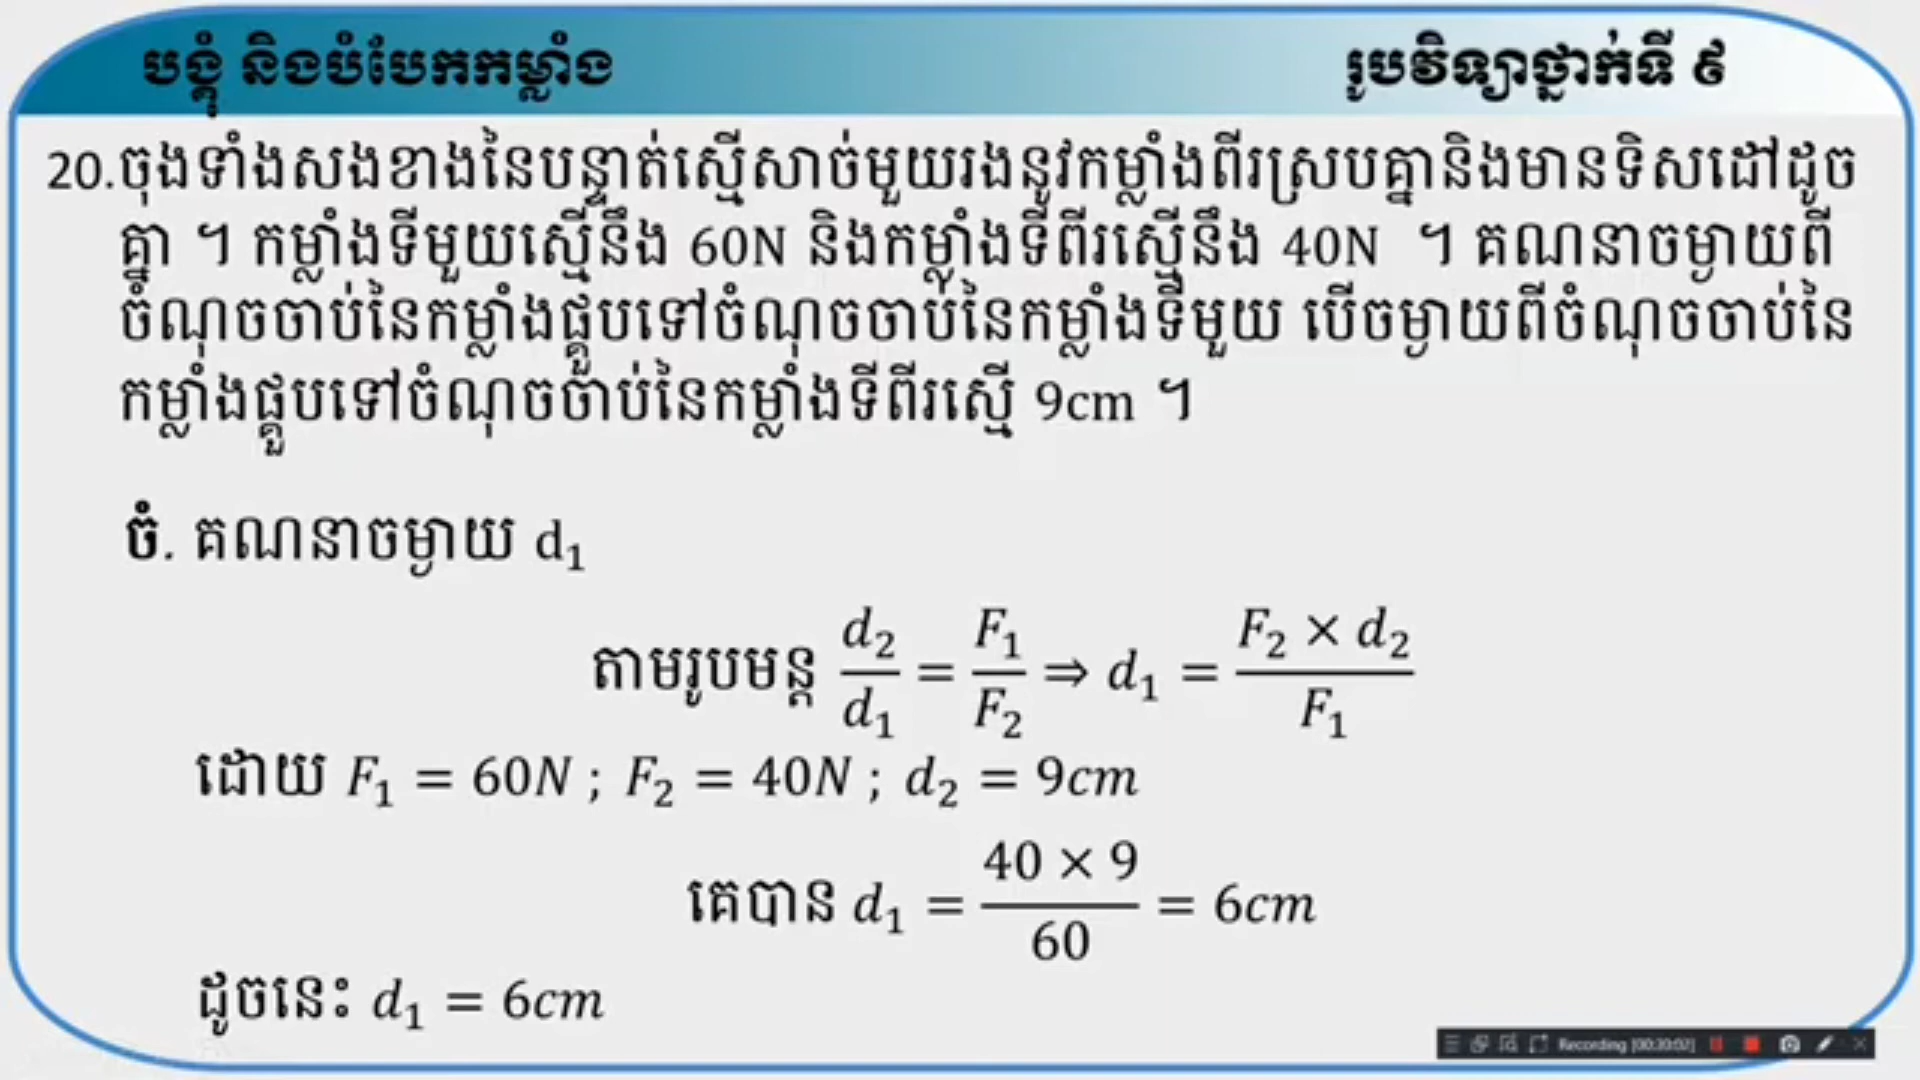 បង្គុំ និងបំបែកកម្លាំង
រូបវិទ្យាថ្នាក់ទី ៩
20.ចុងទាំងសងខាងនៃបន្ទាត់ស្មើសាច់មួយរងនូវកម្លាំងពីរស្របគ្នានិងមានទិសដៅដូច
គ្នា ។ កម្លាំងទីមួយស្មើនឹង 60N និងកម្លាំងទីពីរស្មើនឹង 40N ។ គណនាចម្ងាយពី
ចំណុចចាប់នៃកម្លាំងផ្គួបទៅចំណុចចាប់នៃកម្លាំងទីមួយ បើចម្ងាយពីចំណុចចាប់នៃ
កម្លាំងផ្គួបទៅចំណុចចាប់នៃកម្លាំងទីពីរស្មើ 9cm ។
ចំ. គណនាចម្ងាយ d₁
តាមរូបមន្ត d₂/d₁ = F₁/F₂ ⇒ d₁ = (F₂ × d₂)/F₁
ដោយ F₁ = 60N ; F₂ = 40N ; d₂ = 9cm
គេបាន d₁ = (40 × 9)/60 = 6cm
ដូចនេះ d₁ = 6cm
Recording [00:30:02]